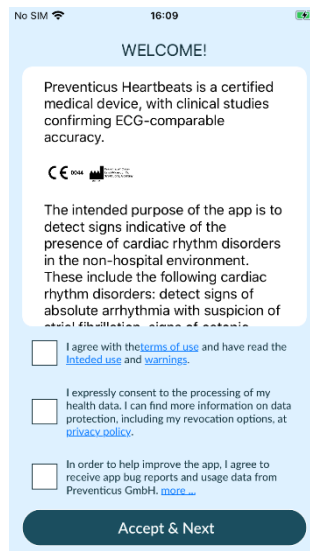 No SIM 16:09
WELCOME!
Preventicus Heartbeats is a certified
medical device, with clinical studies
confirming ECG-comparable
accuracy.
CE 0044
The intended purpose of the app is to
detect signs indicative of the
presence of cardiac rhythm disorders
in the non-hospital environment.
These include the following cardiac
rhythm disorders: detect signs of
absolute arrhythmia with suspicion of
I agree with theterms of use and have read the
Inteded use and warnings.
I expressly consent to the processing of my
health data. I can find more information on data
protection, including my revocation options, at
privacy policy.
In order to help improve the app, I agree to
receive app bug reports and usage data from
Preventicus GmbH. more ...
Accept & Next